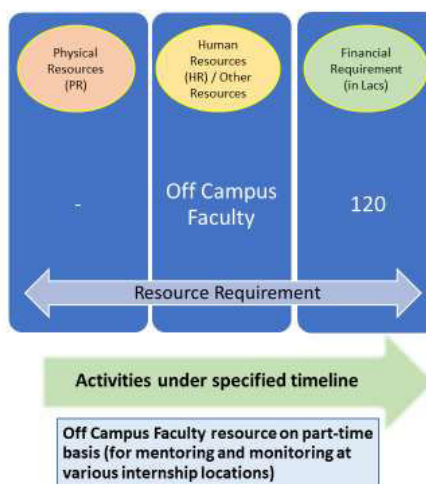 Physical
Resources
(PR)
Human
Resources
(HR) / Other
Resources
Financial
Requirement
(in Lacs)
-
Off Campus
Faculty
120
Resource Requirement
Activities under specified timeline
Off Campus Faculty resource on part-time
basis (for mentoring and monitoring at
various internship locations)